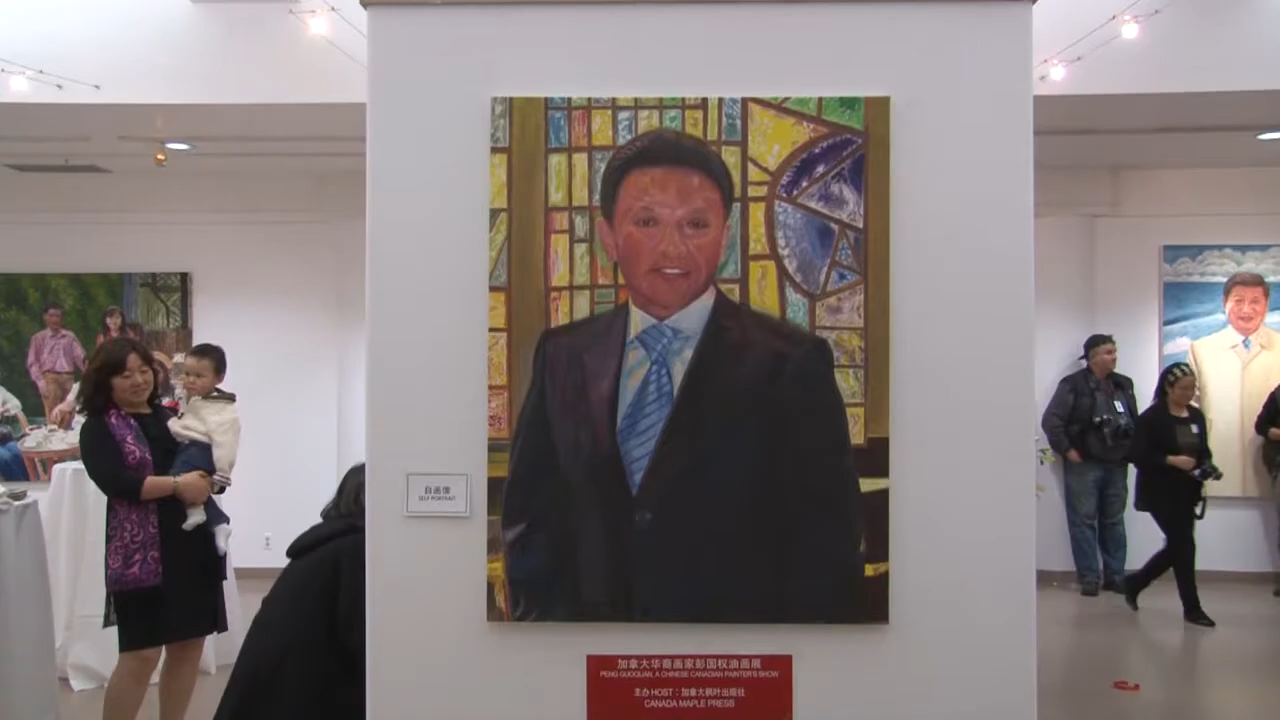 自画像
SELF PORTRAIT
加拿大华裔画家彭国权油画展
PENG GUOQUAN, A CHINESE CANADIAN PAINTER'S SHOW
主办 HOST：加拿大枫叶出版社
CANADA MAPLE PRESS